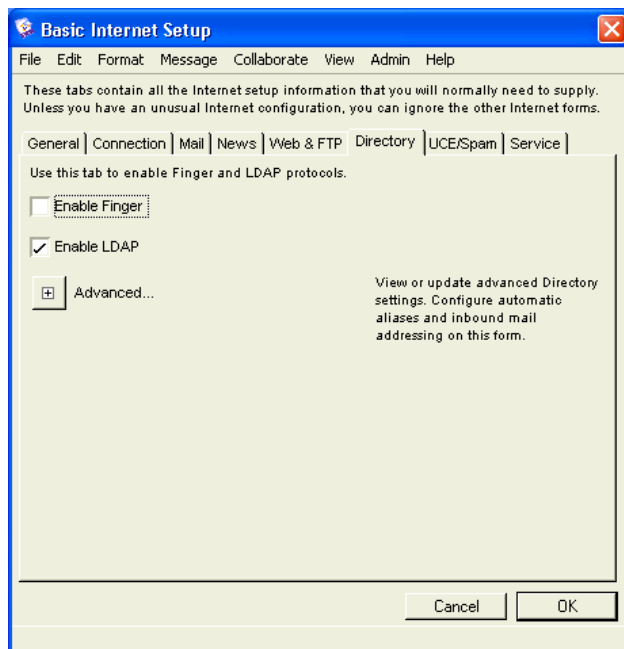 Basic Internet Setup
File Edit Format Message Collaborate View Admin Help
These tabs contain all the Internet setup information that you will normally need to supply.
Unless you have an unusual Internet configuration, you can ignore the other Internet forms.
General Connection Mail News Web & FTP Directory UCE/Spam Service
Use this tab to enable Finger and LDAP protocols.
Enable Finger
Enable LDAP
Advanced...
View or update advanced Directory
settings. Configure automatic
aliases and inbound mail
addressing on this form.
Cancel OK